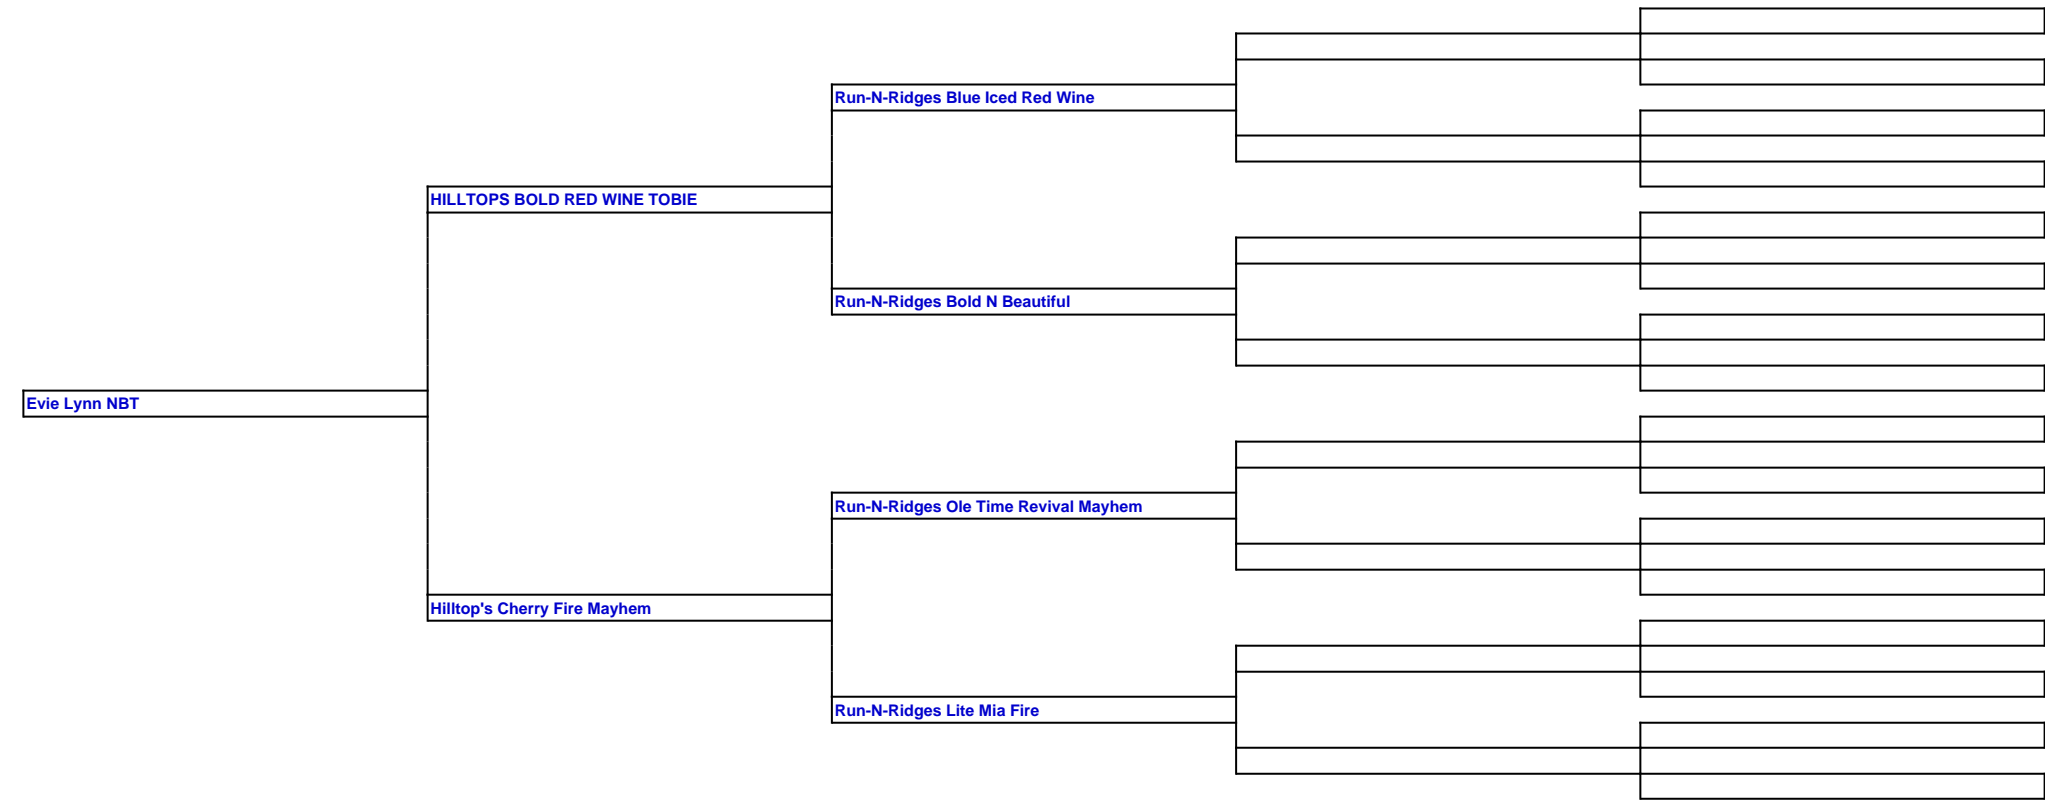 Run-N-Ridges Blue Iced Red Wine
HILLTOPS BOLD RED WINE TOBIE
Run-N-Ridges Bold N Beautiful
Evie Lynn NBT
Run-N-Ridges Ole Time Revival Mayhem
Hilltop's Cherry Fire Mayhem
Run-N-Ridges Lite Mia Fire